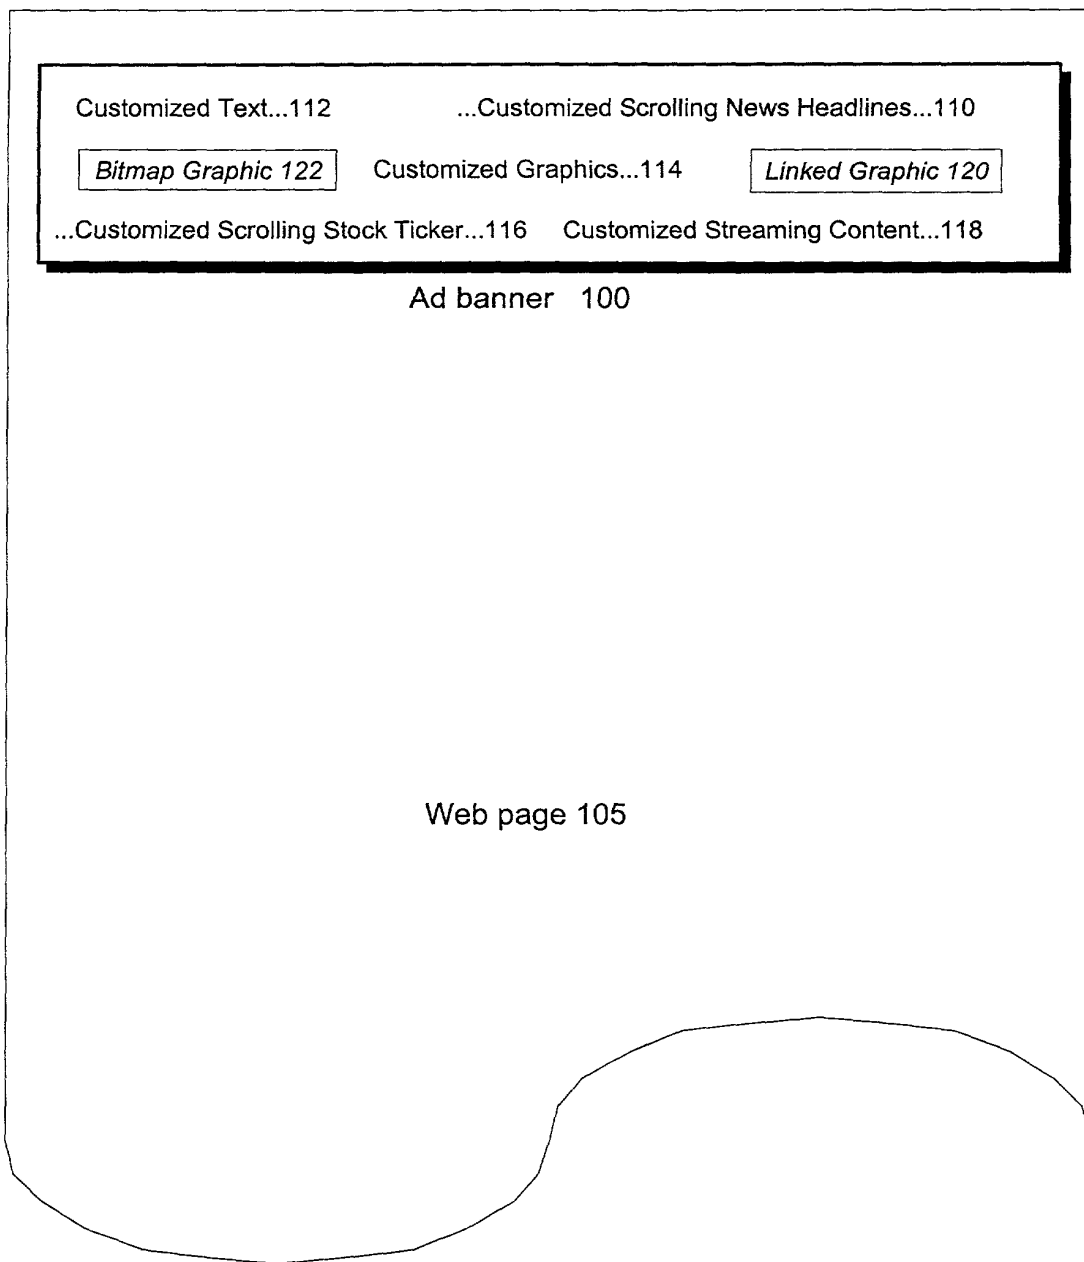 Customized Text...112 ...Customized Scrolling News Headlines...110
Bitmap Graphic 122 Customized Graphics...114 Linked Graphic 120
...Customized Scrolling Stock Ticker...116 Customized Streaming Content...118
Ad banner 100
Web page 105